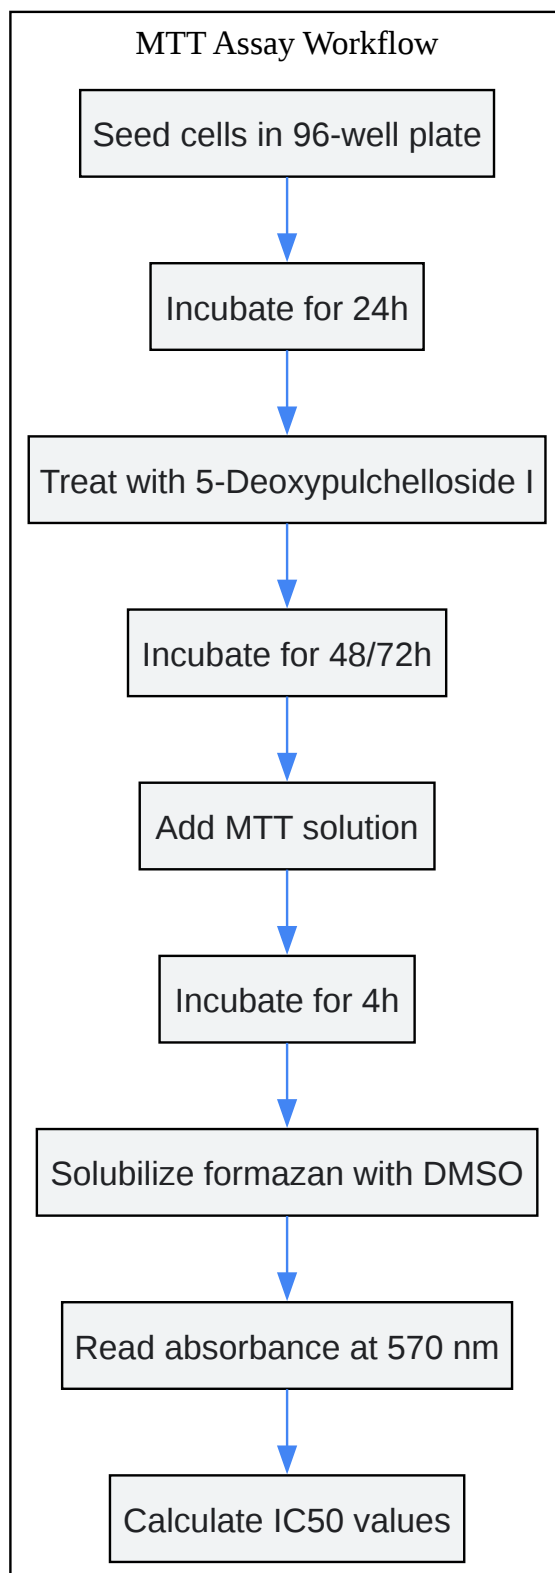 MTT Assay Workflow
Seed cells in 96-well plate
Incubate for 24h
Treat with 5-Deoxypulchelloside I
Incubate for 48/72h
Add MTT solution
Incubate for 4h
Solubilize formazan with DMSO
Read absorbance at 570 nm
Calculate IC50 values